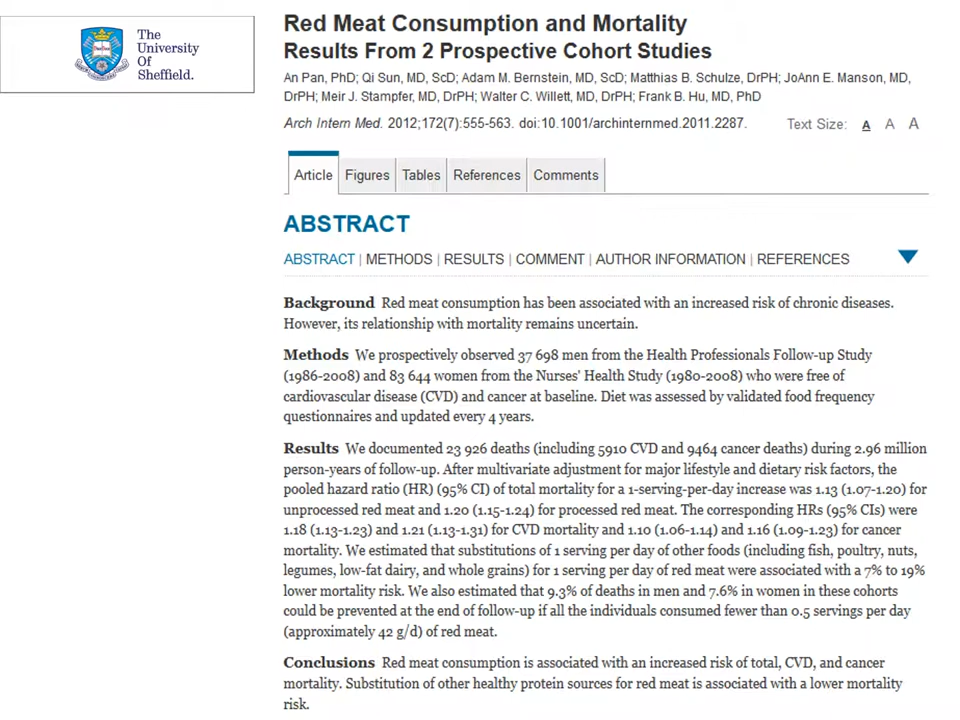 The
University
Of
Sheffield.
Red Meat Consumption and Mortality
Results From 2 Prospective Cohort Studies
An Pan, PhD; Qi Sun, MD, ScD; Adam M. Bernstein, MD, ScD; Matthias B. Schulze, DrPH; JoAnn E. Manson, MD,
DrPH; Meir J. Stampfer, MD, DrPH; Walter C. Willett, MD, DrPH; Frank B. Hu, MD, PhD
Arch Intern Med. 2012;172(7):555-563. doi:10.1001/archinternmed.2011.2287.
Text Size: A A A
Article Figures Tables References Comments
ABSTRACT
ABSTRACT | METHODS | RESULTS | COMMENT | AUTHOR INFORMATION | REFERENCES
Background Red meat consumption has been associated with an increased risk of chronic diseases.
However, its relationship with mortality remains uncertain.
Methods We prospectively observed 37 698 men from the Health Professionals Follow-up Study
(1986-2008) and 83 644 women from the Nurses' Health Study (1980-2008) who were free of
cardiovascular disease (CVD) and cancer at baseline. Diet was assessed by validated food frequency
questionnaires and updated every 4 years.
Results We documented 23 926 deaths (including 5910 CVD and 9464 cancer deaths) during 2.96 million
person-years of follow-up. After multivariate adjustment for major lifestyle and dietary risk factors, the
pooled hazard ratio (HR) (95% CI) of total mortality for a 1-serving-per-day increase was 1.13 (1.07-1.20) for
unprocessed red meat and 1.20 (1.15-1.24) for processed red meat. The corresponding HRs (95% CIs) were
1.18 (1.13-1.23) and 1.21 (1.13-1.31) for CVD mortality and 1.10 (1.06-1.14) and 1.16 (1.09-1.23) for cancer
mortality. We estimated that substitutions of 1 serving per day of other foods (including fish, poultry, nuts,
legumes, low-fat dairy, and whole grains) for 1 serving per day of red meat were associated with a 7% to 19%
lower mortality risk. We also estimated that 9.3% of deaths in men and 7.6% in women in these cohorts
could be prevented at the end of follow-up if all the individuals consumed fewer than 0.5 servings per day
(approximately 42 g/d) of red meat.
Conclusions Red meat consumption is associated with an increased risk of total, CVD, and cancer
mortality. Substitution of other healthy protein sources for red meat is associated with a lower mortality
risk.